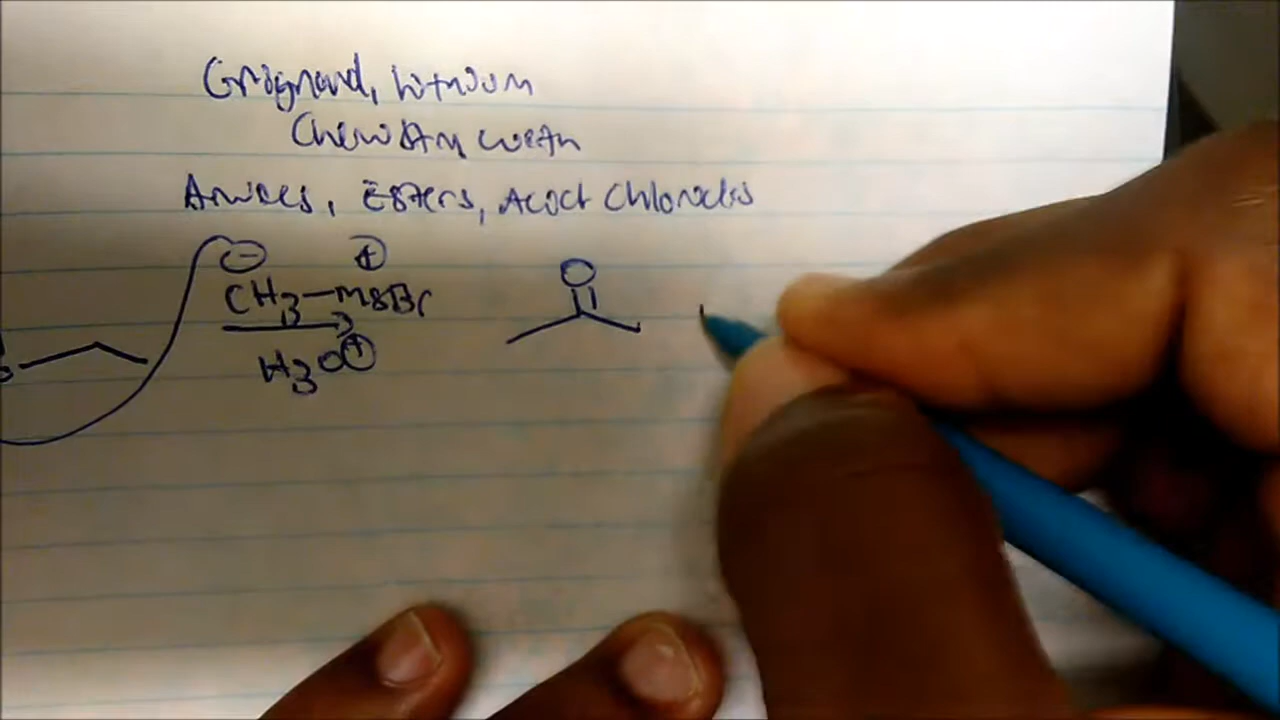 Grignard, Lithium
Chemistry with
Amides, Esters, Acid Chlorides
⊖ ⊕
CH3—MgBr
H3O⊕
O